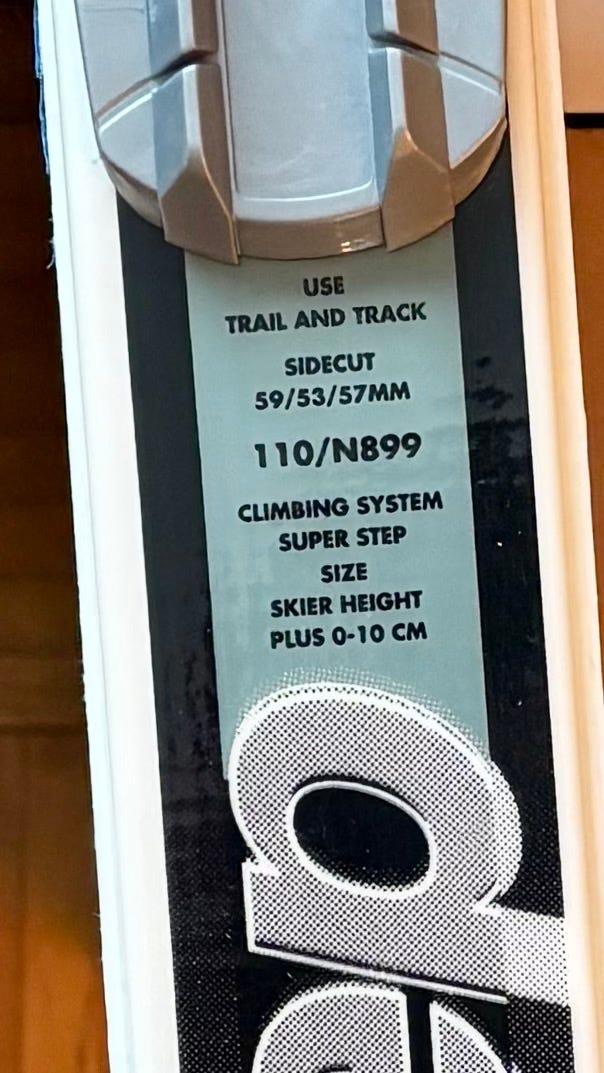 USE
TRAIL AND TRACK
SIDECUT
59/53/57MM
110/N899
CLIMBING SYSTEM
SUPER STEP
SIZE
SKIER HEIGHT
PLUS 0-10 CM